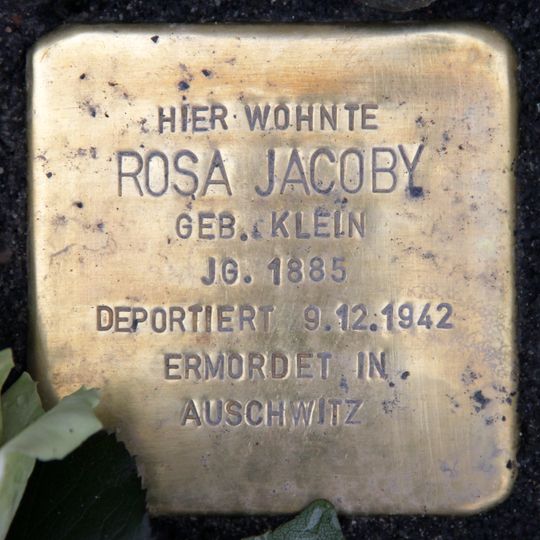 HIER WOHNTE
ROSA JACOBY
GEB. KLEIN
JG. 1885
DEPORTIERT 9.12.1942
ERMORDET IN
AUSCHWITZ